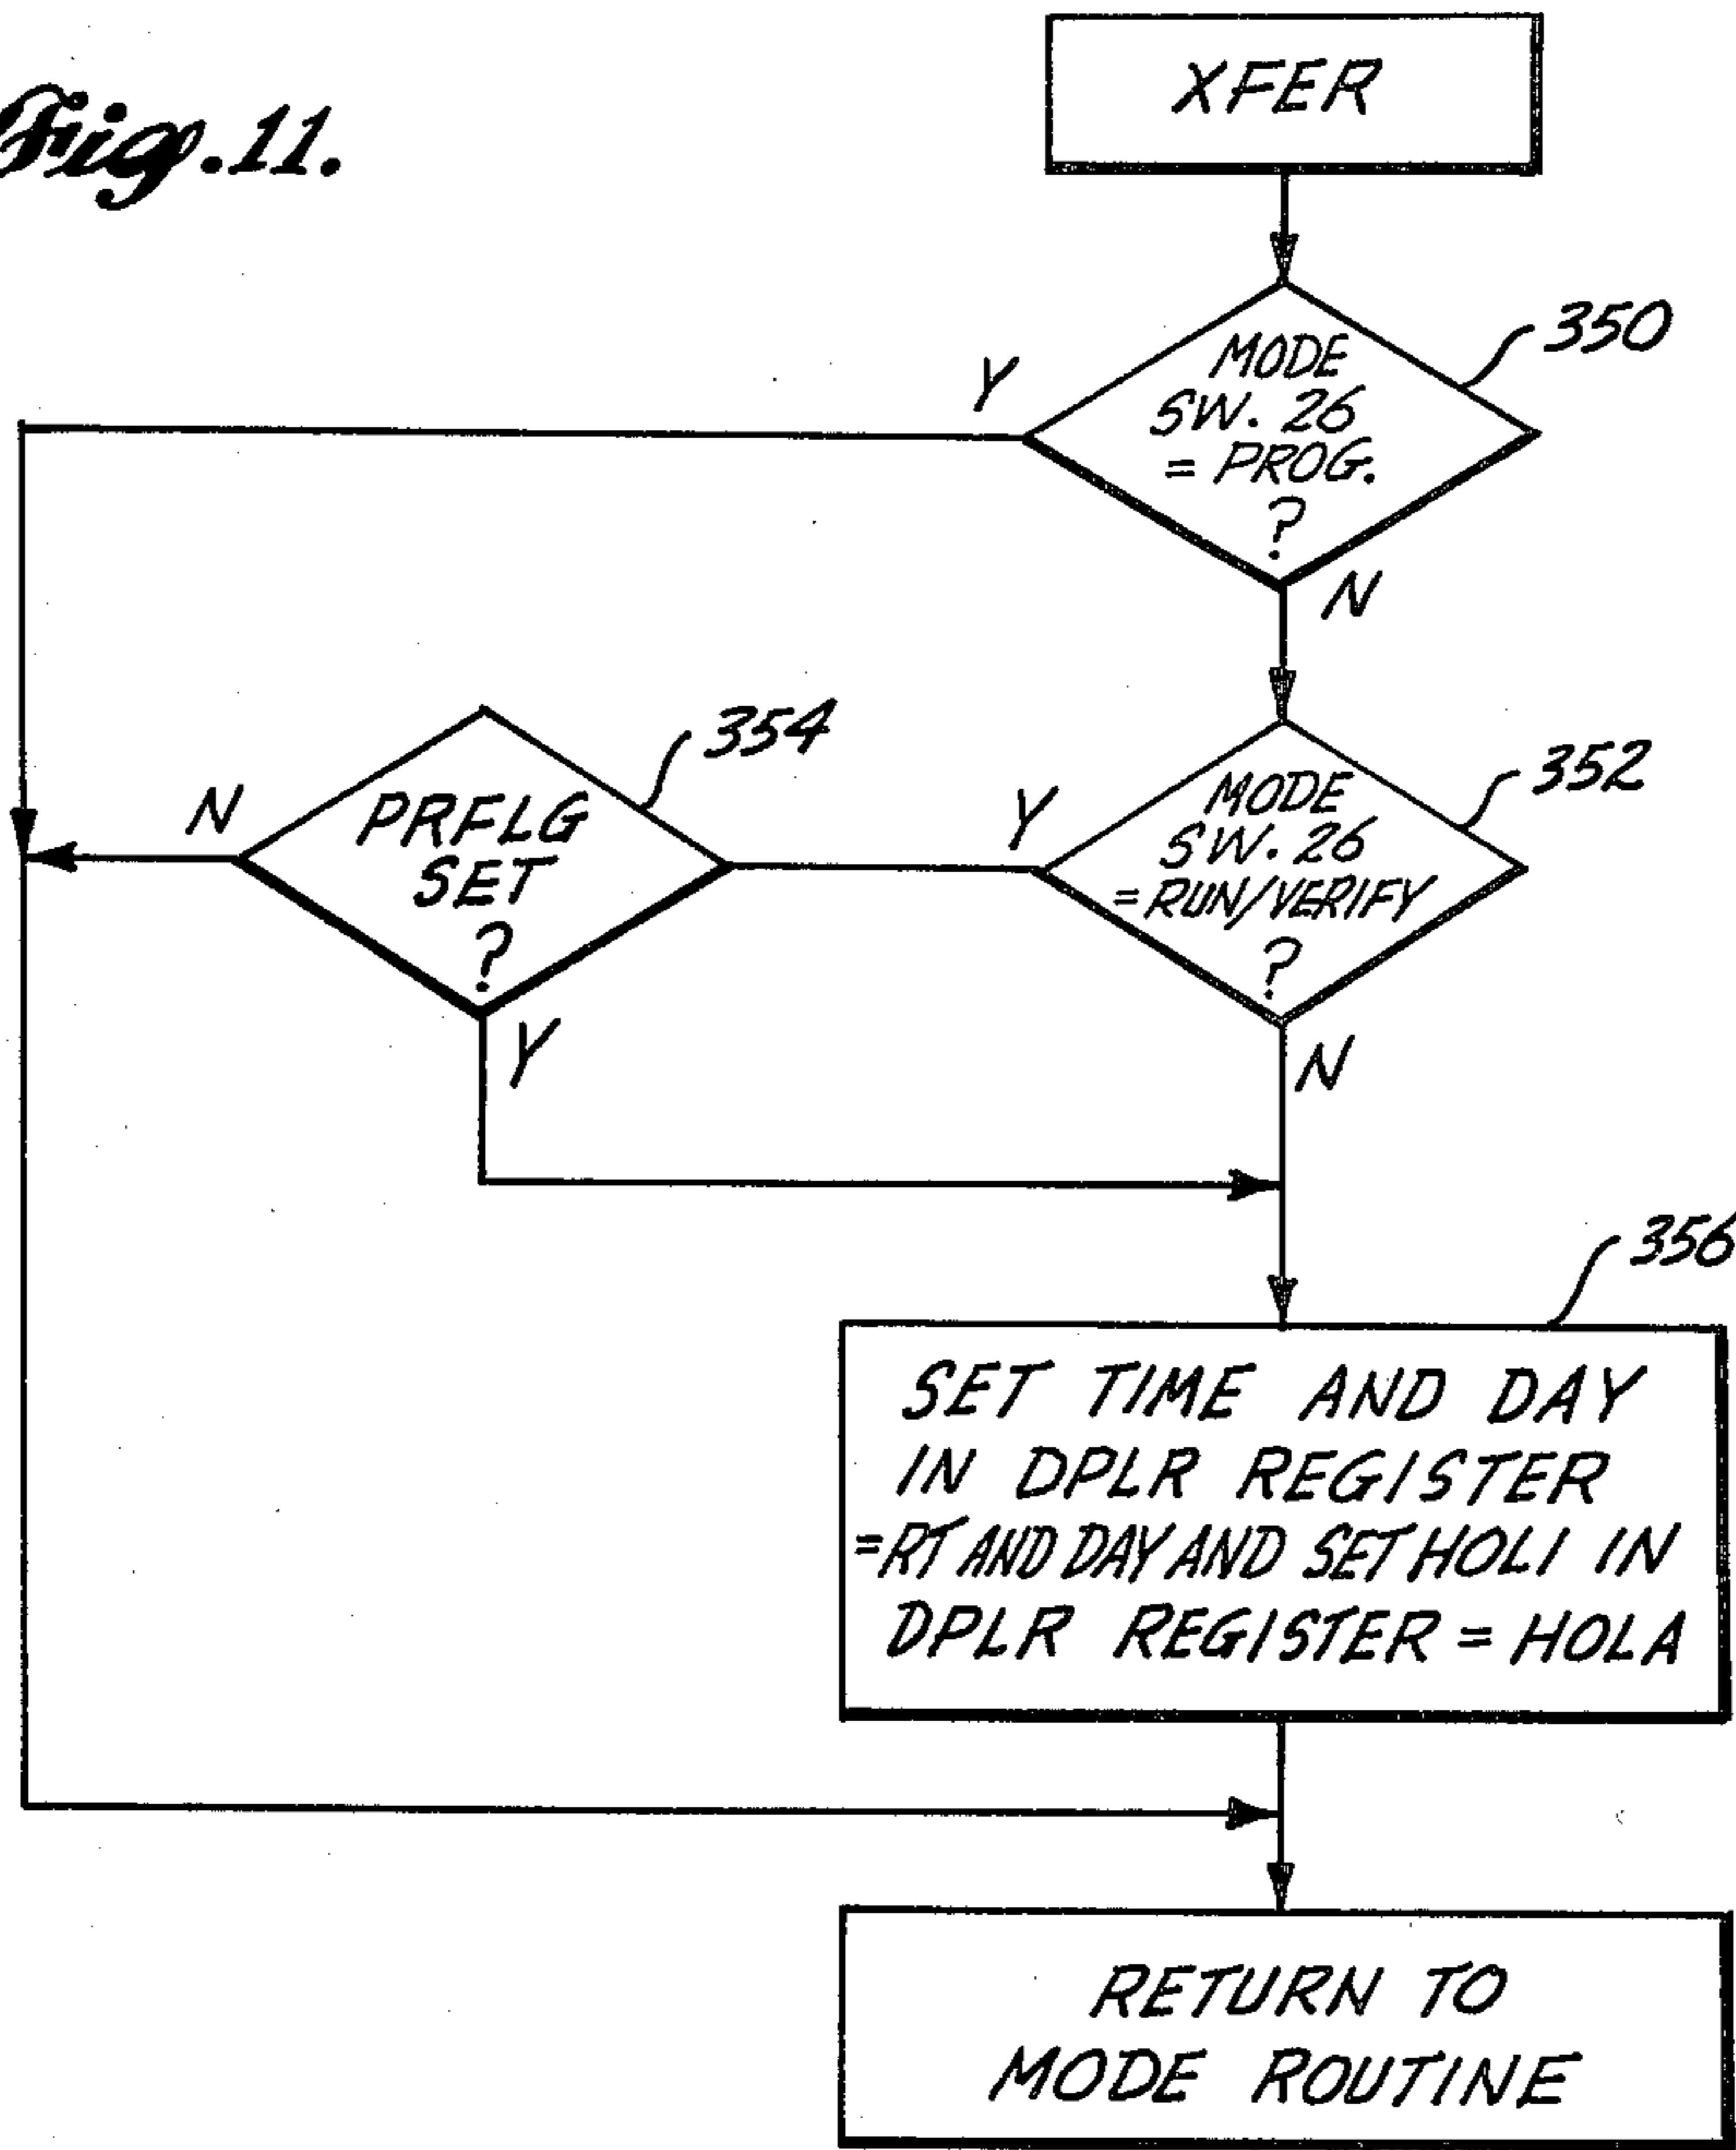 Fig. 11.
XFER
350
MODE
SW. 26
= PROG.
?
Y
N
354
PRFLG
SET
?
N
Y
352
MODE
SW. 26
= RUN/VERIFY
?
Y
N
356
SET TIME AND DAY
IN DPLR REGISTER
=RT AND DAY AND SET HOLI IN
DPLR REGISTER = HOLA
RETURN TO
MODE ROUTINE